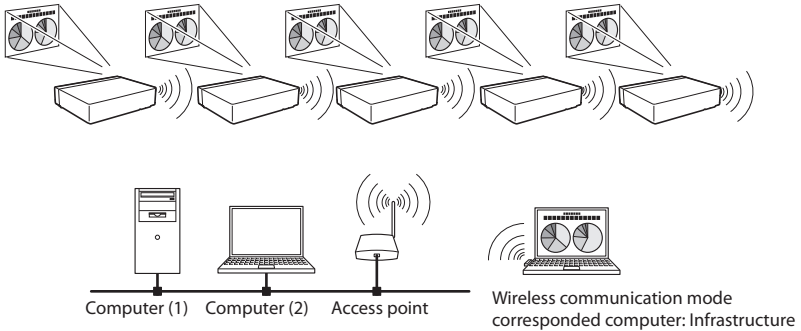 Computer (1) Computer (2) Access point
Wireless communication mode
corresponded computer: Infrastructure